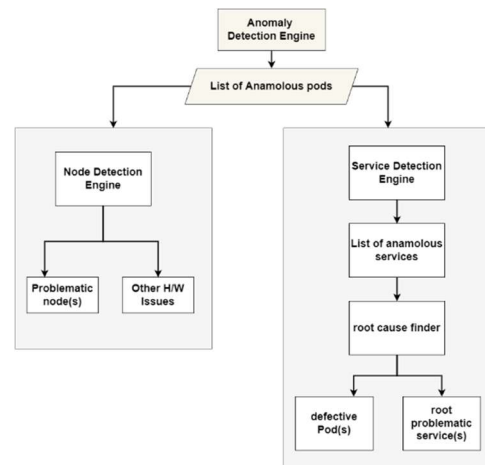 Anomaly
Detection Engine
List of Anamolous pods
Node Detection
Engine
Problematic
node(s)
Other H/W
Issues
Service Detection
Engine
List of anamolous
services
root cause finder
defective
Pod(s)
root
problematic
service(s)